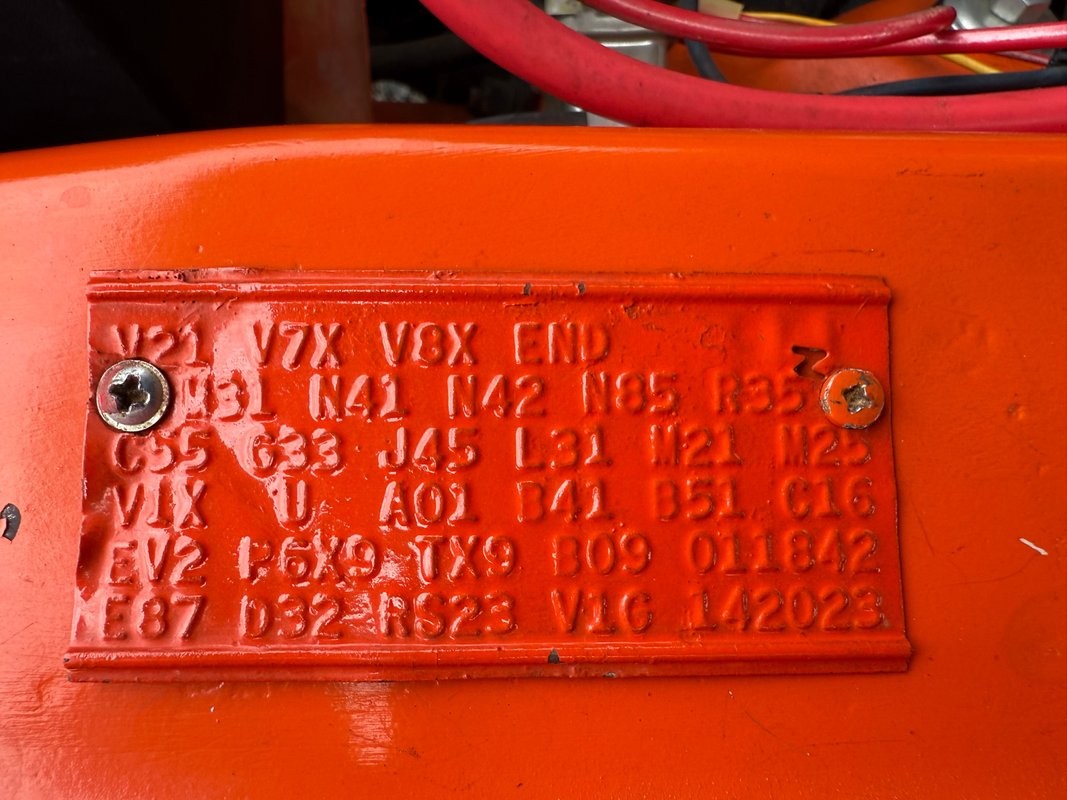 V21 V7X V8X END
M31 N41 N42 N85 R35
C55 G33 J45 L31 M21 M25
V1X U A01 B41 B51 C16
EV2 P6X9 TX9 B09 011842
E87 D32 RS23 V1G 142023